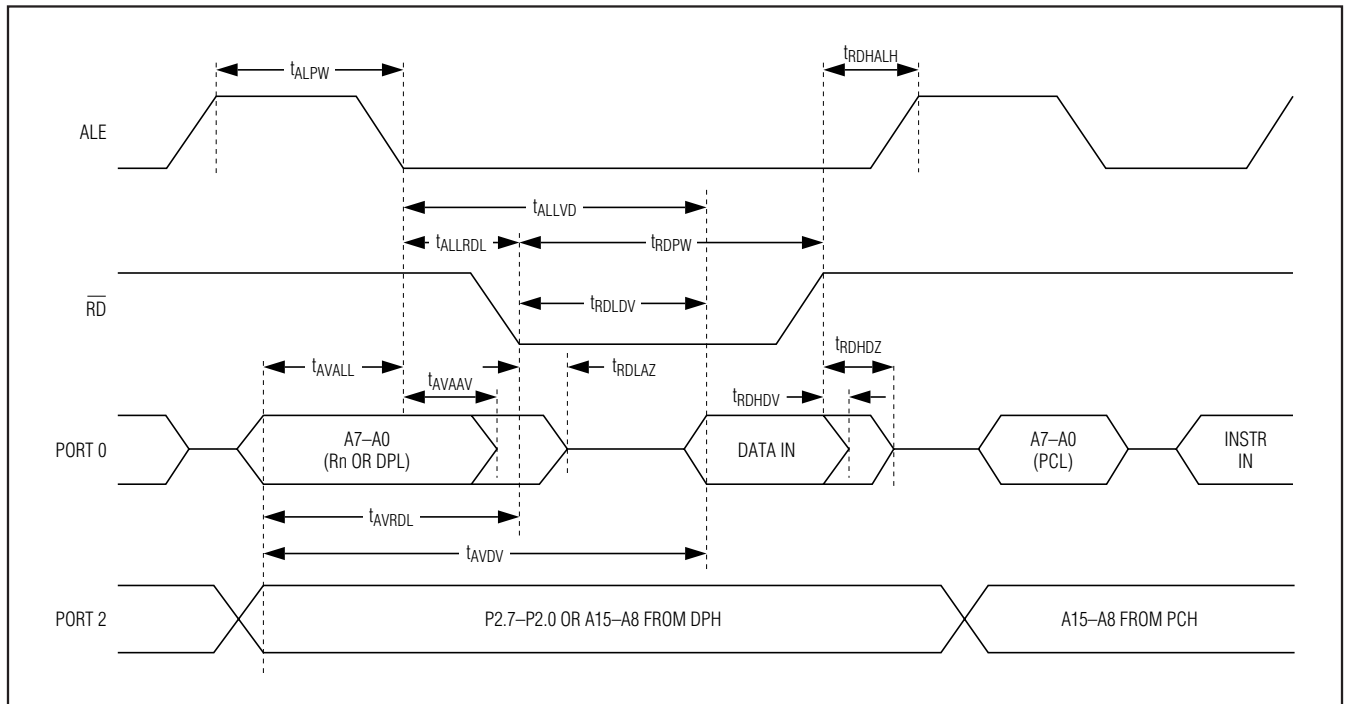 tALPW
tRDHALH
ALE
tALLVD
tALLRDL
tRDPW
RD
tRDLDV
tRDHDZ
tAVALL
tRDLAZ
tAVAAV
tRDHDV
PORT 0
A7–A0
(Rn OR DPL)
DATA IN
A7–A0
(PCL)
INSTR
IN
tAVRDL
tAVDV
PORT 2
P2.7–P2.0 OR A15–A8 FROM DPH
A15–A8 FROM PCH